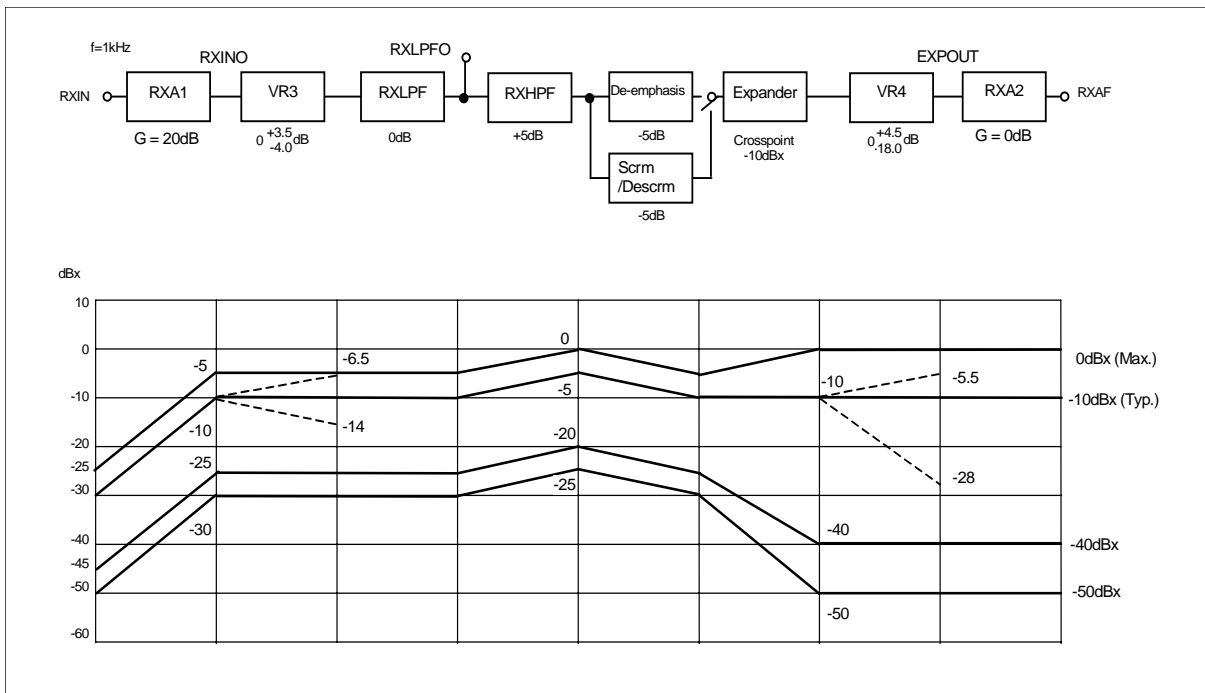 f=1kHz
RXINO
RXLPFO
EXPOUT
RXIN
RXA1
VR3
RXLPF
RXHPF
De-emphasis
Expander
VR4
RXA2
RXAF
G = 20dB
0 +3.5 -4.0 dB
0dB
+5dB
-5dB
Crosspoint
-10dBx
0 +4.5 -18.0 dB
G = 0dB
Scrm
/Descrm
-5dB
dBx
10
0
-10
-20
-25
-30
-40
-45
-50
-60
-5
-6.5
0
0dBx (Max.)
-5.5
-10
-5
-10
-10dBx (Typ.)
-14
-25
-20
-28
-30
-25
-40
-40dBx
-50
-50dBx